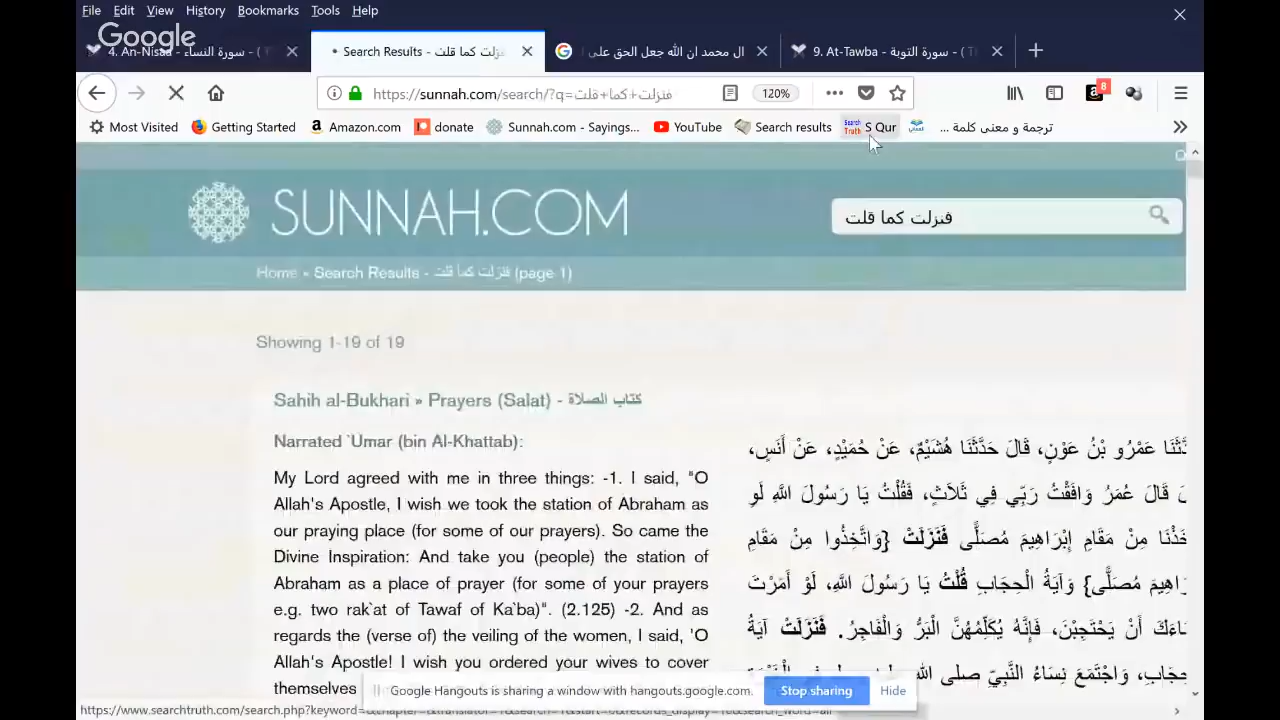 File Edit View History Bookmarks Tools Help
Google
4. An-Nisaa - سورة النساء - (
Search Results - فنزلت كما قلت
ال محمد ان الله جعل الحق على
9. At-Tawba - سورة التوبة - (
https://sunnah.com/search/?q=فنزلت+كما+قلت
120%
8
Most Visited Getting Started Amazon.com donate Sunnah.com - Sayings... YouTube Search results S Qur ترجمة و معنى كلمة ...
SUNNAH.COM
فنزلت كما قلت
Home » Search Results - فنزلت كما قلت (page 1)
Showing 1-19 of 19
Sahih al-Bukhari » Prayers (Salat) - كتاب الصلاة
Narrated `Umar (bin Al-Khattab):
My Lord agreed with me in three things: -1. I said, "O
Allah's Apostle, I wish we took the station of Abraham as
our praying place (for some of our prayers). So came the
Divine Inspiration: And take you (people) the station of
Abraham as a place of prayer (for some of your prayers
e.g. two rak`at of Tawaf of Ka`ba)". (2.125) -2. And as
regards the (verse of) the veiling of the women, I said, 'O
Allah's Apostle! I wish you ordered your wives to cover
themselves
عَمْرُو بْنُ عَوْنٍ، قَالَ حَدَّثَنَا هُشَيْمٌ، عَنْ حُمَيْدٍ، عَنْ أَنَسٍ،
قَالَ عُمَرُ وَافَقْتُ رَبِّي فِي ثَلاَثٍ، فَقُلْتُ يَا رَسُولَ اللَّهِ لَوِ
مِنْ مَقَامِ إِبْرَاهِيمَ مُصَلًّى فَنَزَلَتْ {وَاتَّخِذُوا مِنْ مَقَامِ
مُصَلًّى} وَآيَةُ الْحِجَابِ قُلْتُ يَا رَسُولَ اللَّهِ، لَوْ أَمَرْتَ
أَنْ يَحْتَجِبْنَ، فَإِنَّهُ يُكَلِّمُهُنَّ الْبَرُّ وَالْفَاجِرُ. فَنَزَلَتْ آيَةُ
وَاجْتَمَعَ نِسَاءُ النَّبِيِّ صلى الله
Google Hangouts is sharing a window with hangouts.google.com. Stop sharing Hide